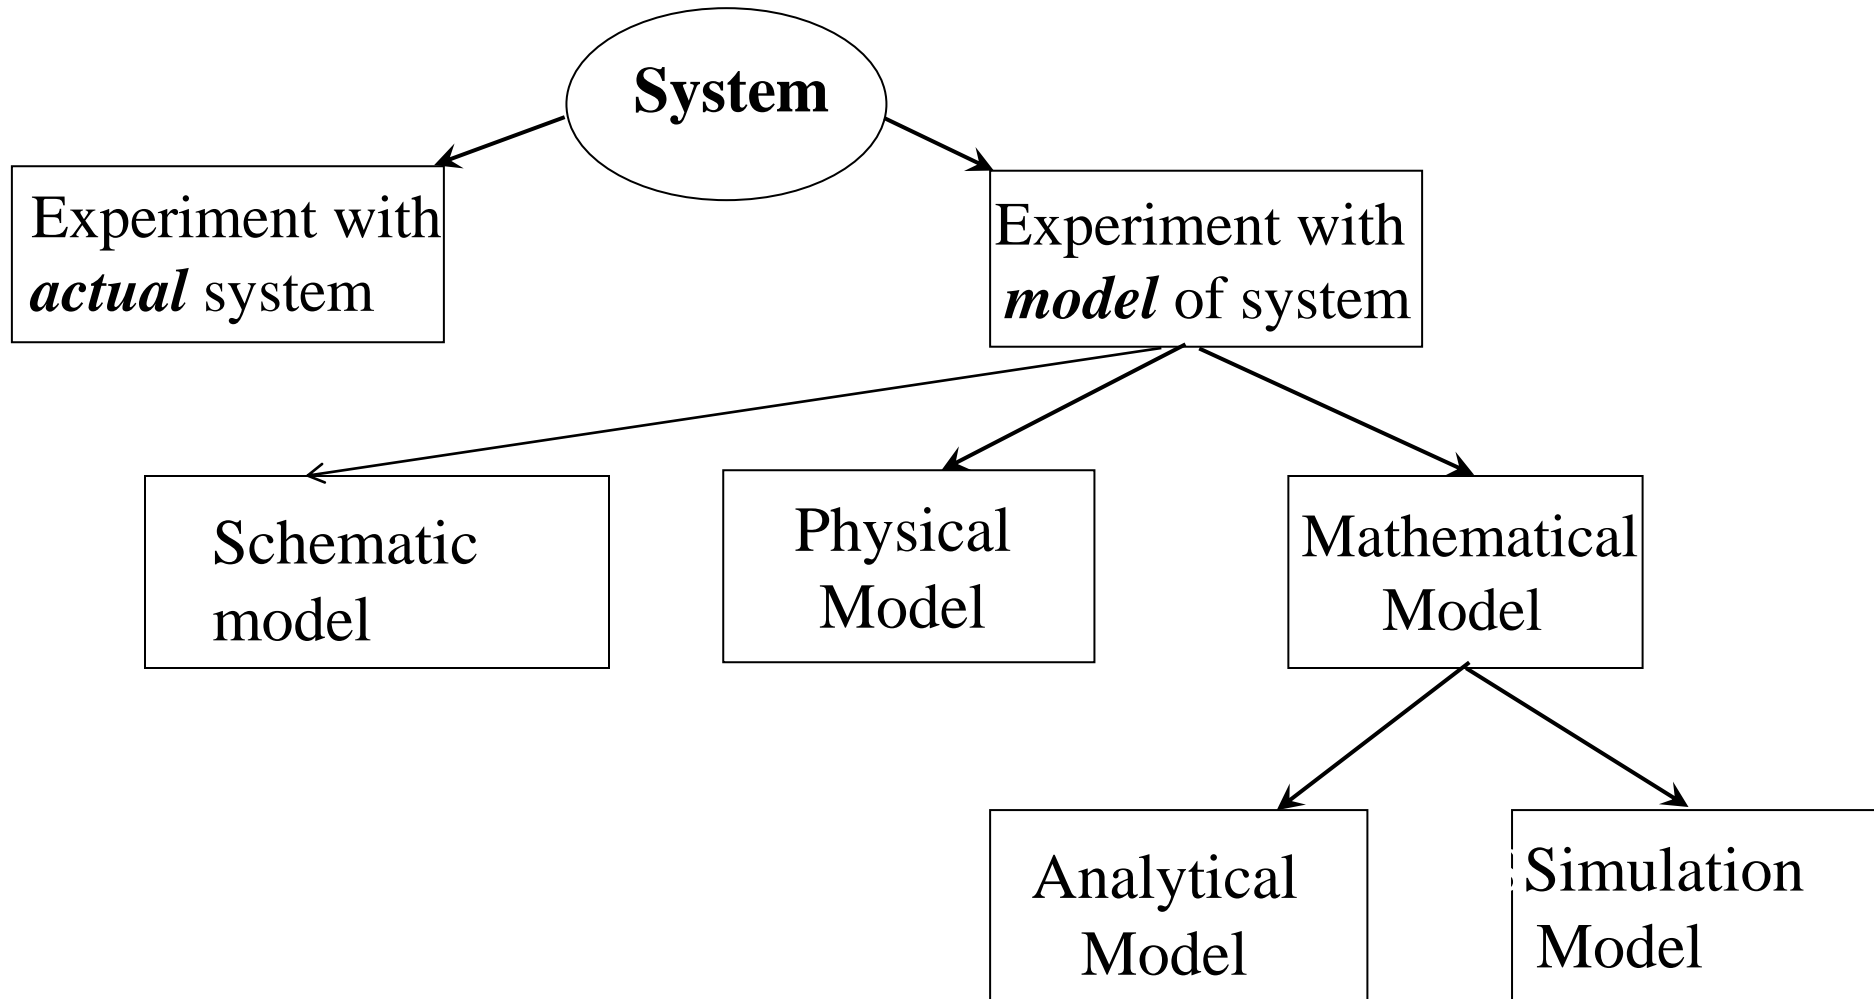 System
Experiment with
actual system
Experiment with
model of system
Schematic
model
Physical
Model
Mathematical
Model
Analytical
Model
Simulation
Model